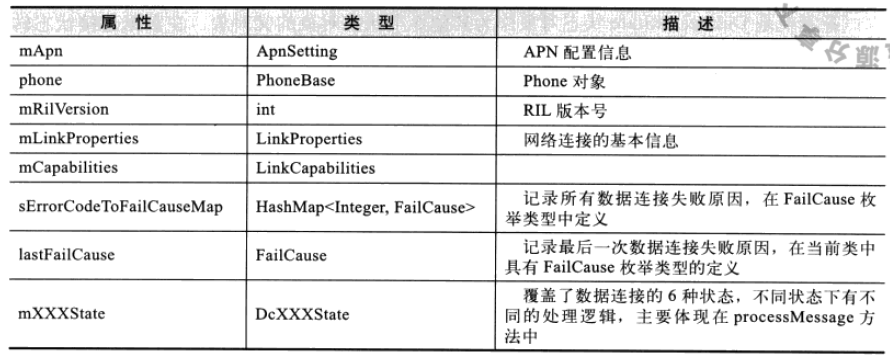 属 性 类 型 描 述
mApn ApnSetting APN 配置信息
phone PhoneBase Phone 对象
mRilVersion int RIL 版本号
mLinkProperties LinkProperties 网络连接的基本信息
mCapabilities LinkCapabilities
sErrorCodeToFailCauseMap HashMap<Integer, FailCause> 记录所有数据连接失败原因，在 FailCause 枚
举类型中定义
lastFailCause FailCause 记录最后一次数据连接失败原因，在当前类中
具有 FailCause 枚举类型的定义
mXXXState DcXXXState 覆盖了数据连接的 6 种状态，不同状态下有不
同的处理逻辑，主要体现在 processMessage 方
法中
源分